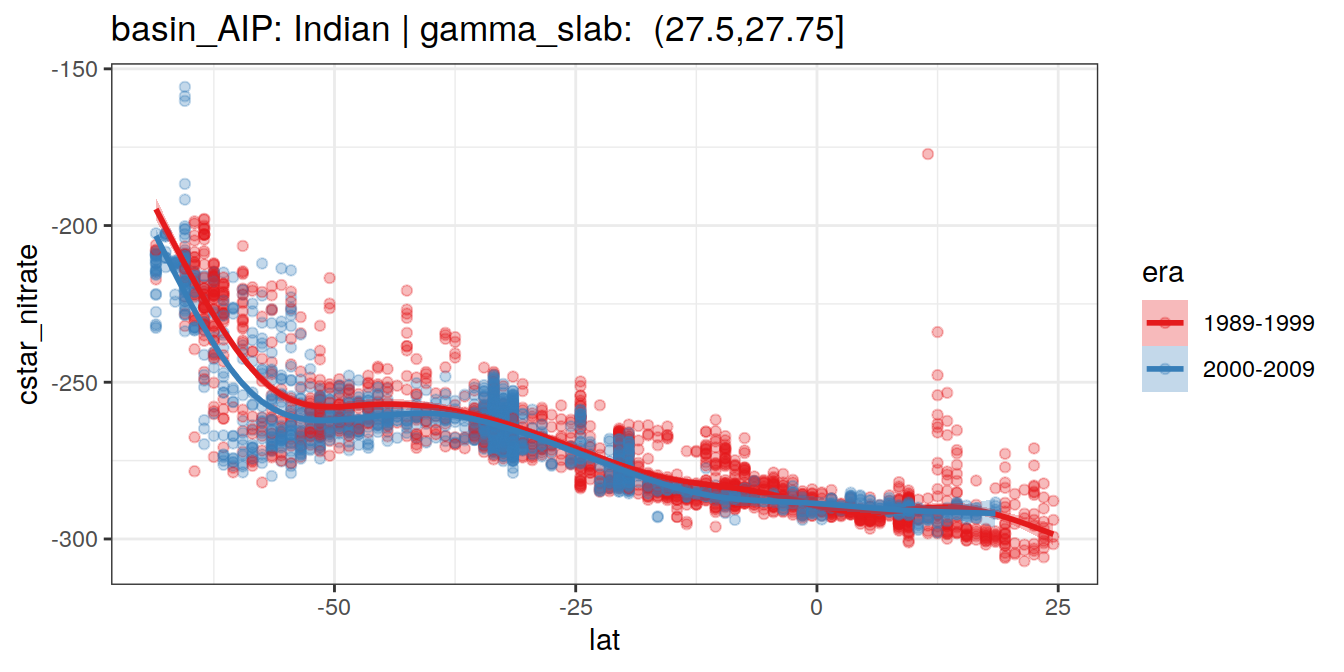 basin_AIP: Indian | gamma_slab:  (27.5,27.75]
-150
-200
-250
-300
cstar_nitrate
-50
-25
0
25
lat
era
1989-1999
2000-2009